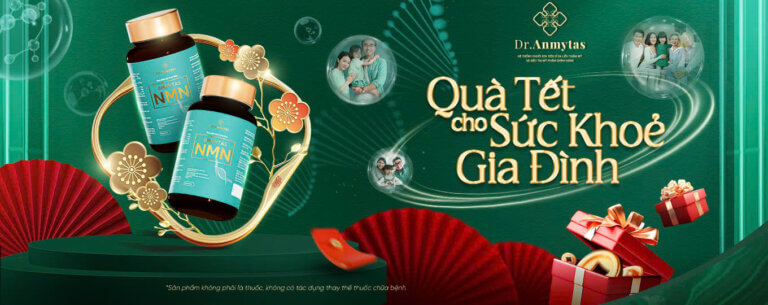 Dr.Anmytas
Quà Tết
cho Sức Khoẻ
Gia Đình
NMN
NMN
*Sản phẩm không phải là thuốc, không có tác dụng thay thế thuốc chữa bệnh